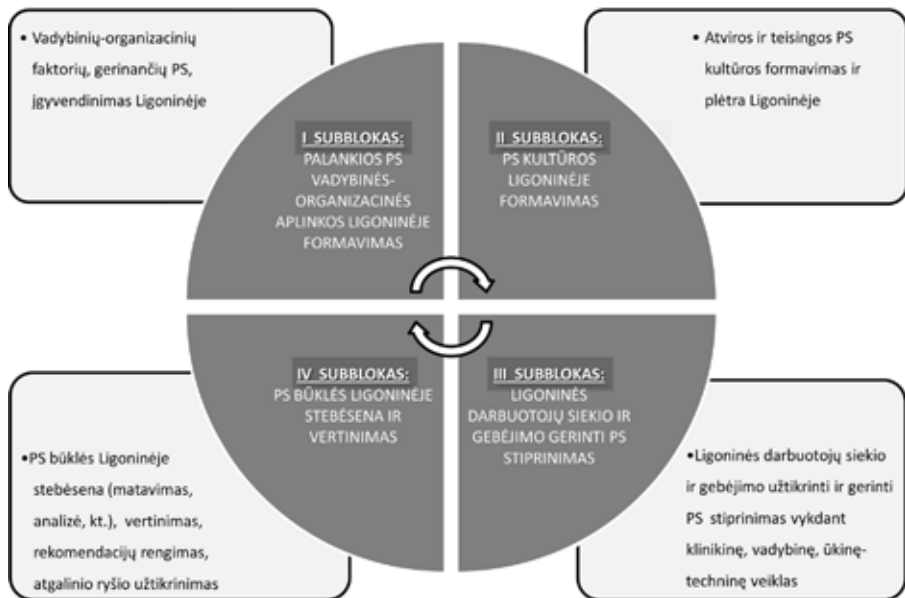 • Vadybinių-organizacinių
faktorių, gerinančių PS,
įgyvendinimas Ligoninėje
• Atviros ir teisingos PS
kultūros formavimas ir
plėtra Ligoninėje
I SUBBLOKAS:
PALANKIOS PS
VADYBINĖS-
ORGANIZACINĖS
APLINKOS LIGONINĖJE
FORMAVIMAS
II SUBBLOKAS:
PS KULTŪROS
LIGONINĖJE
FORMAVIMAS
IV SUBBLOKAS:
PS BŪKLĖS LIGONINĖJE
STEBĖSENA IR
VERTINIMAS
III SUBBLOKAS:
LIGONINĖS
DARBUOTOJŲ SIEKIO IR
GEBĖJIMO GERINTI PS
STIPRINIMAS
•PS būklės Ligoninėje
stebėsena (matavimas,
analizė, kt.), vertinimas,
rekomendacijų rengimas,
atgalinio ryšio užtikrinimas
•Ligoninės darbuotojų siekio
ir gebėjimo užtikrinti ir gerinti
PS stiprinimas vykdant
klinikinę, vadybinę, ūkinę-
techninę veiklas